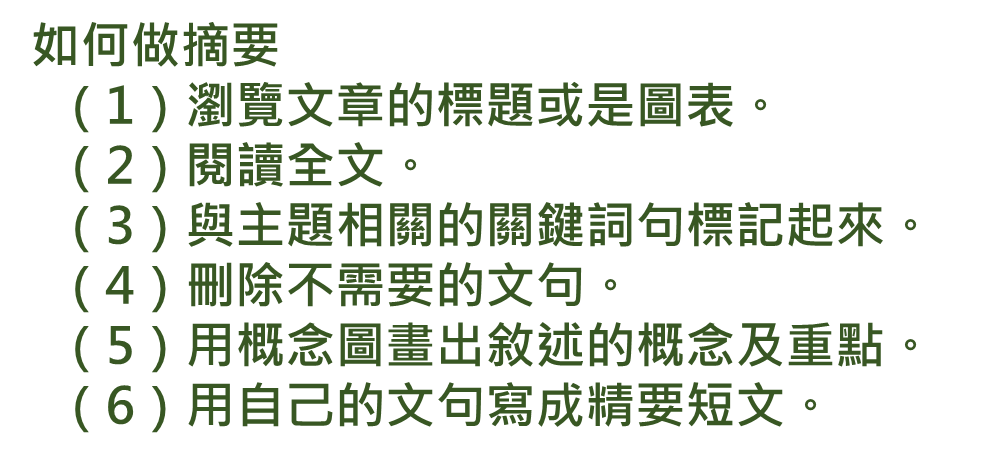 如何做摘要
（1）瀏覽文章的標題或是圖表。
（2）閱讀全文。
（3）與主題相關的關鍵詞句標記起來。
（4）刪除不需要的文句。
（5）用概念圖畫出敘述的概念及重點。
（6）用自己的文句寫成精要短文。